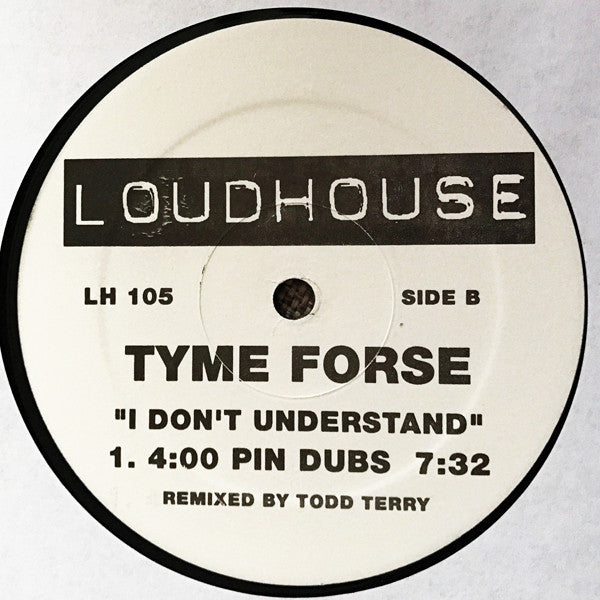 LOUDHOUSE
LH 105 SIDE B
TYME FORSE
"I DON'T UNDERSTAND"
1. 4:00 PIN DUBS 7:32
REMIXED BY TODD TERRY